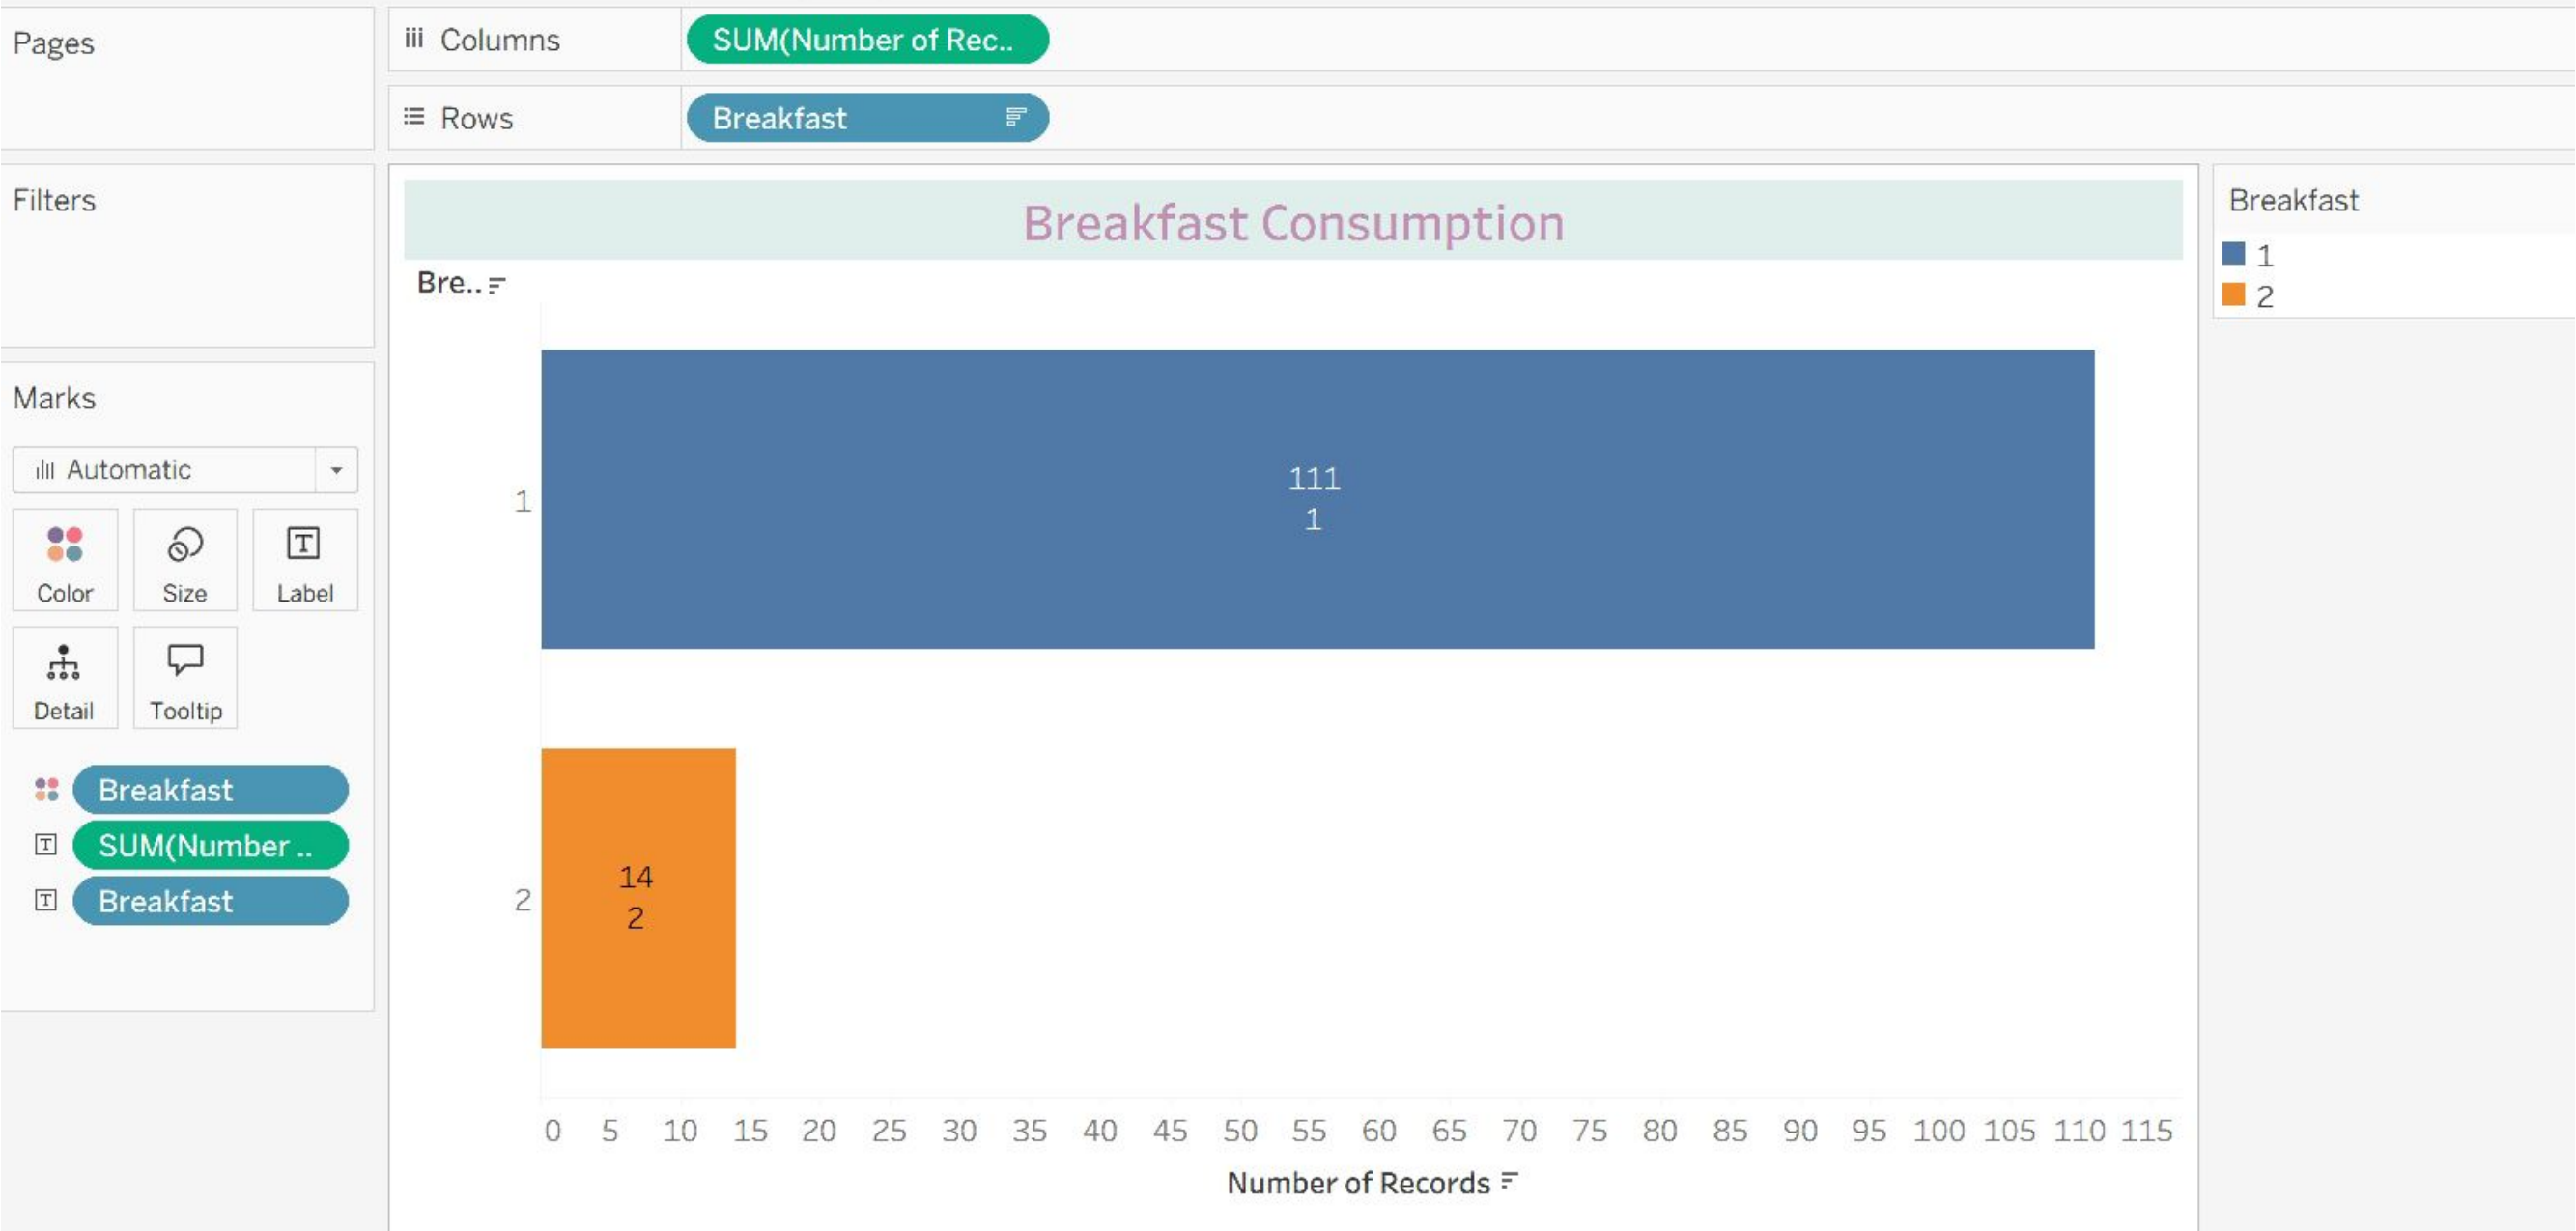 Pages
Columns
SUM(Number of Rec..
Rows
Breakfast
Filters
Marks
Automatic
Color
Size
Label
Detail
Tooltip
Breakfast
SUM(Number ..
Breakfast
Breakfast Consumption
Bre..
1
111
1
2
14
2
0 5 10 15 20 25 30 35 40 45 50 55 60 65 70 75 80 85 90 95 100 105 110 115
Number of Records
Breakfast
1
2